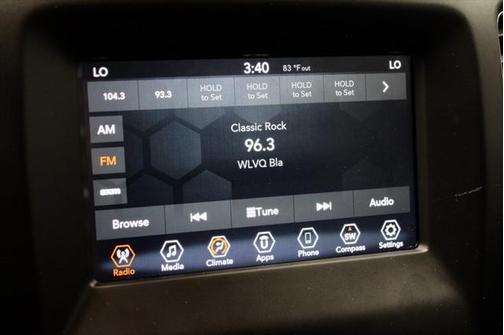 LO 3:40 83 °F out LO
104.3 93.3 HOLD to Set HOLD to Set HOLD to Set HOLD to Set
AM
Classic Rock
96.3
FM
WLVQ Bla
sxm
Browse Tune Audio
Radio Media Climate Apps Phone SW Compass Settings